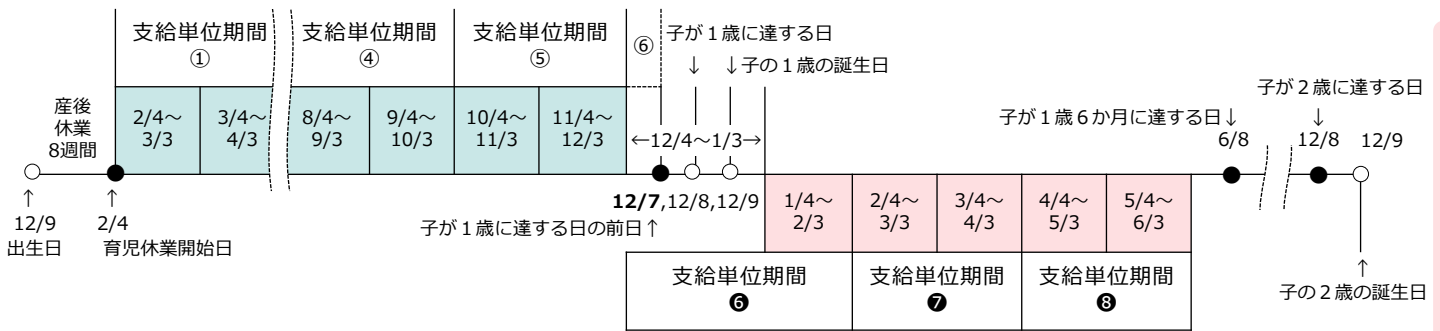 支給単位期間
①
支給単位期間
④
支給単位期間
⑤
⑥
子が１歳に達する日
↓ ↓子の１歳の誕生日
産後
休業
8週間
2/4～
3/3
3/4～
4/3
8/4～
9/3
9/4～
10/3
10/4～
11/3
11/4～
12/3
←12/4～1/3→
子が２歳に達する日
子が１歳６か月に達する日↓
↓
6/8
12/8
12/9
↑
12/9
出生日
↑
2/4
育児休業開始日
12/7,12/8,12/9
子が１歳に達する日の前日↑
1/4～
2/3
2/4～
3/3
3/4～
4/3
4/4～
5/3
5/4～
6/3
支給単位期間
❻
支給単位期間
❼
支給単位期間
❽
↑
子の２歳の誕生日